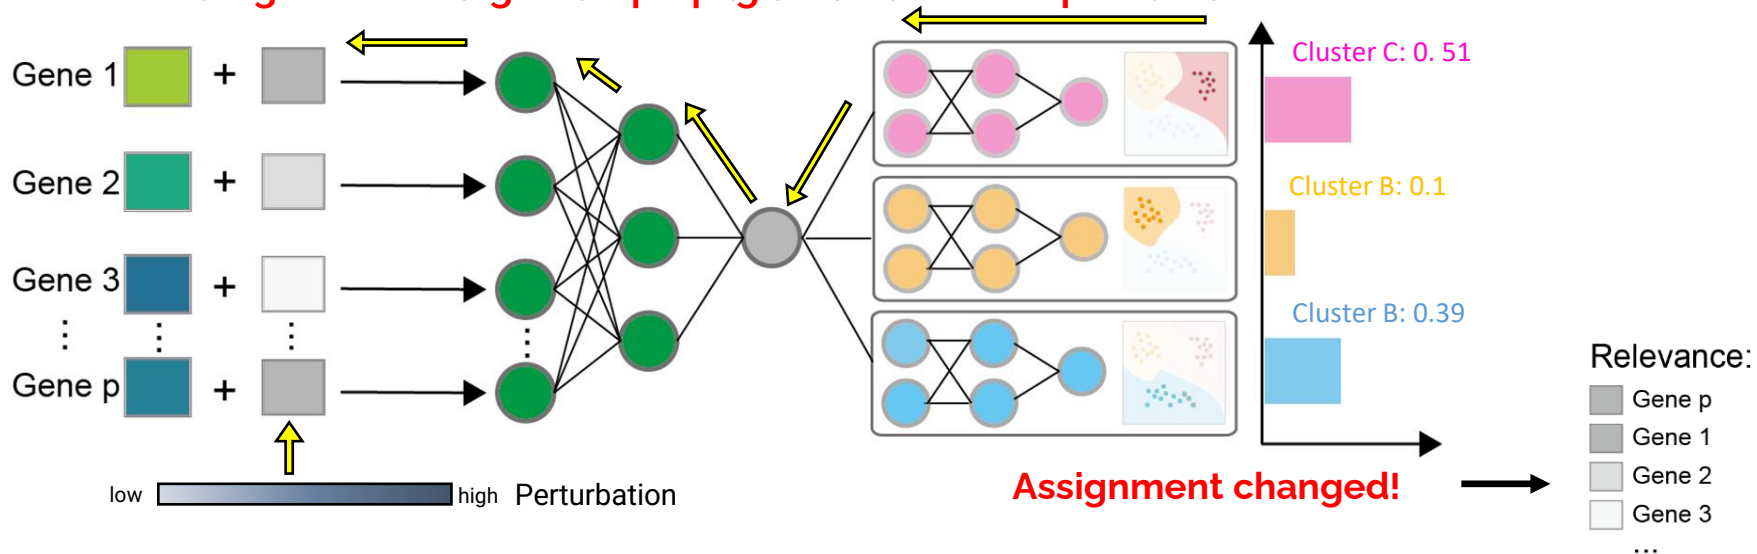 Gene 1
+
Gene 2
+
Gene 3
+
⋮
⋮
⋮
⋮
Gene p
+
low
high
Perturbation
Cluster C: 0. 51
Cluster B: 0.1
Cluster B: 0.39
Assignment changed!
Relevance:
Gene p
Gene 1
Gene 2
Gene 3
...